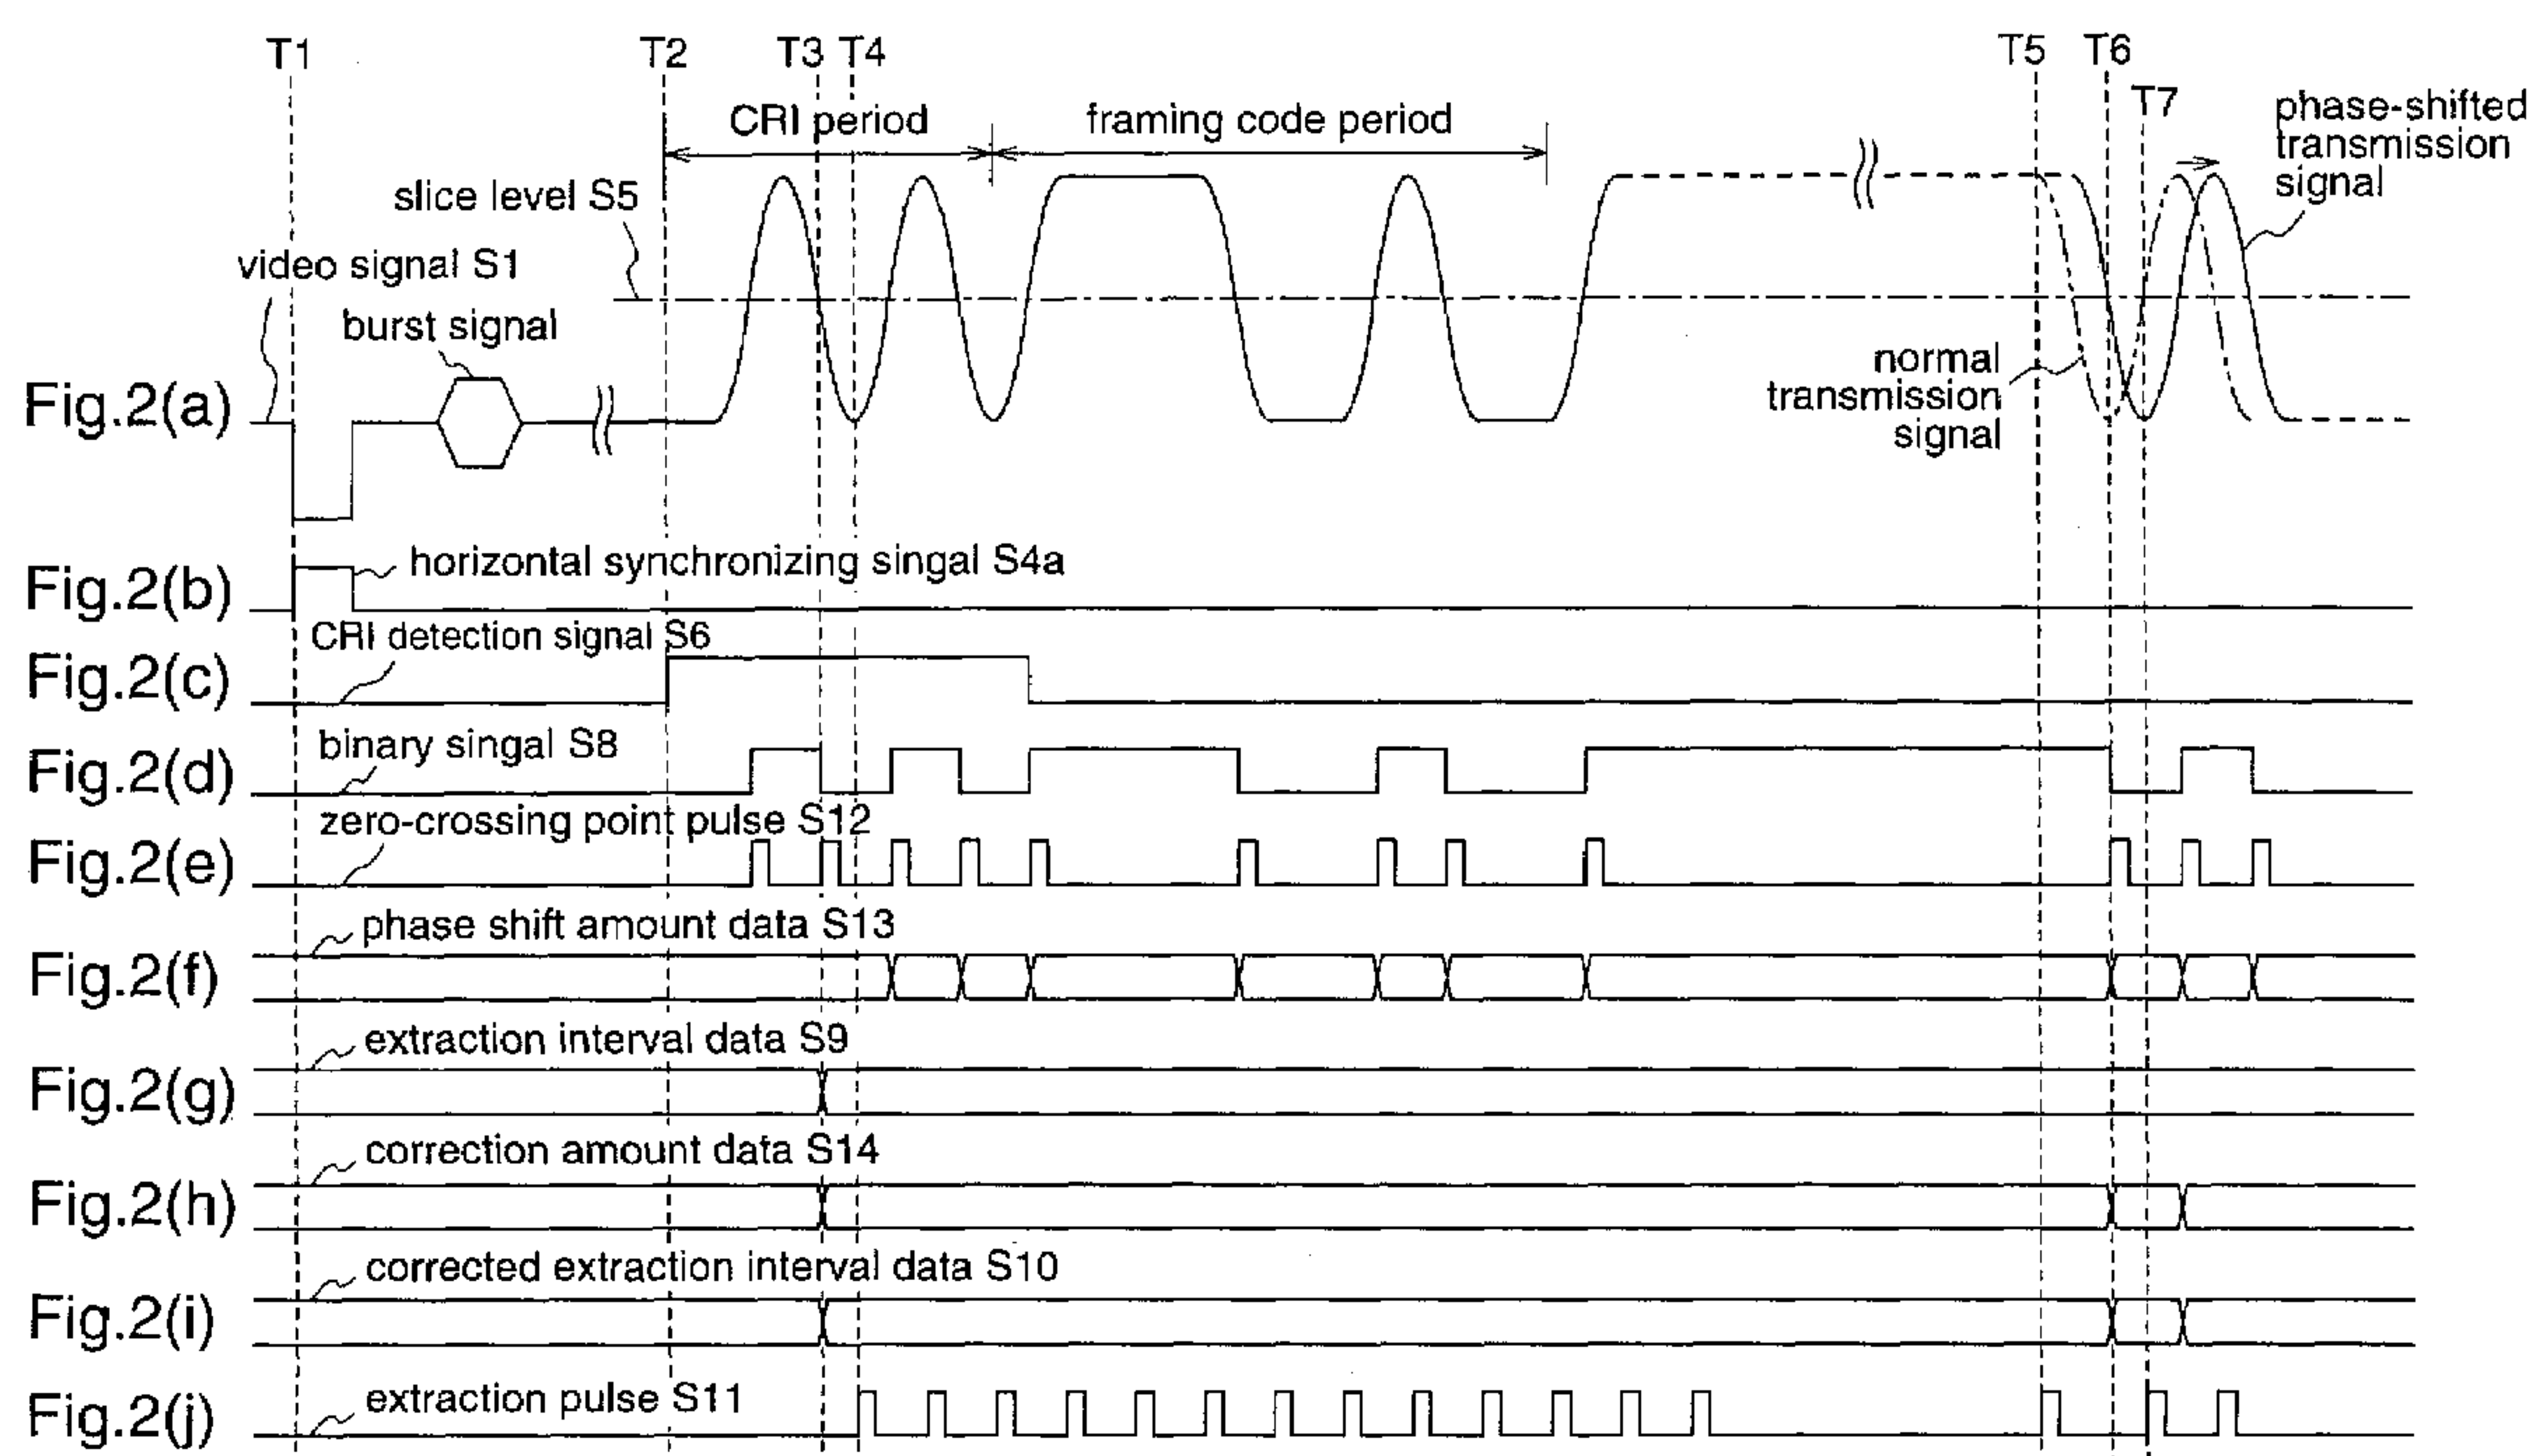 T1
T2
T3
T4
T5
T6
T7
CRI period
framing code period
phase-shifted
transmission
signal
slice level S5
video signal S1
burst signal
normal
transmission
signal
Fig.2(a)
horizontal synchronizing singal S4a
Fig.2(b)
CRI detection signal S6
Fig.2(c)
binary singal S8
Fig.2(d)
zero-crossing point pulse S12
Fig.2(e)
phase shift amount data S13
Fig.2(f)
extraction interval data S9
Fig.2(g)
correction amount data S14
Fig.2(h)
corrected extraction interval data S10
Fig.2(i)
extraction pulse S11
Fig.2(j)